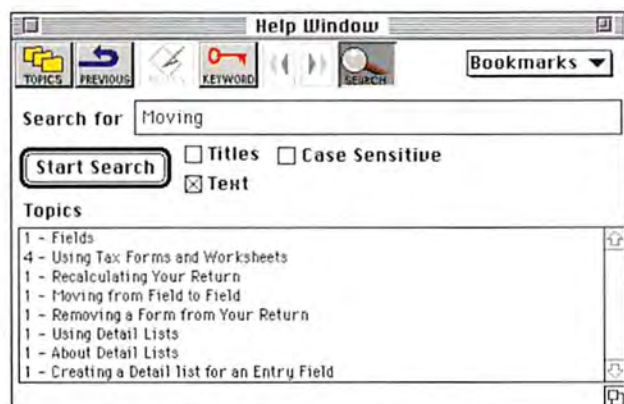 Help Window
TOPICS PREVIOUS KEYWORD SEARCH Bookmarks
Search for Moving
Start Search Titles Case Sensitive
Text
Topics
1 - Fields
4 - Using Tax Forms and Worksheets
1 - Recalculating Your Return
1 - Moving from Field to Field
1 - Removing a Form from Your Return
1 - Using Detail Lists
1 - About Detail Lists
1 - Creating a Detail list for an Entry Field